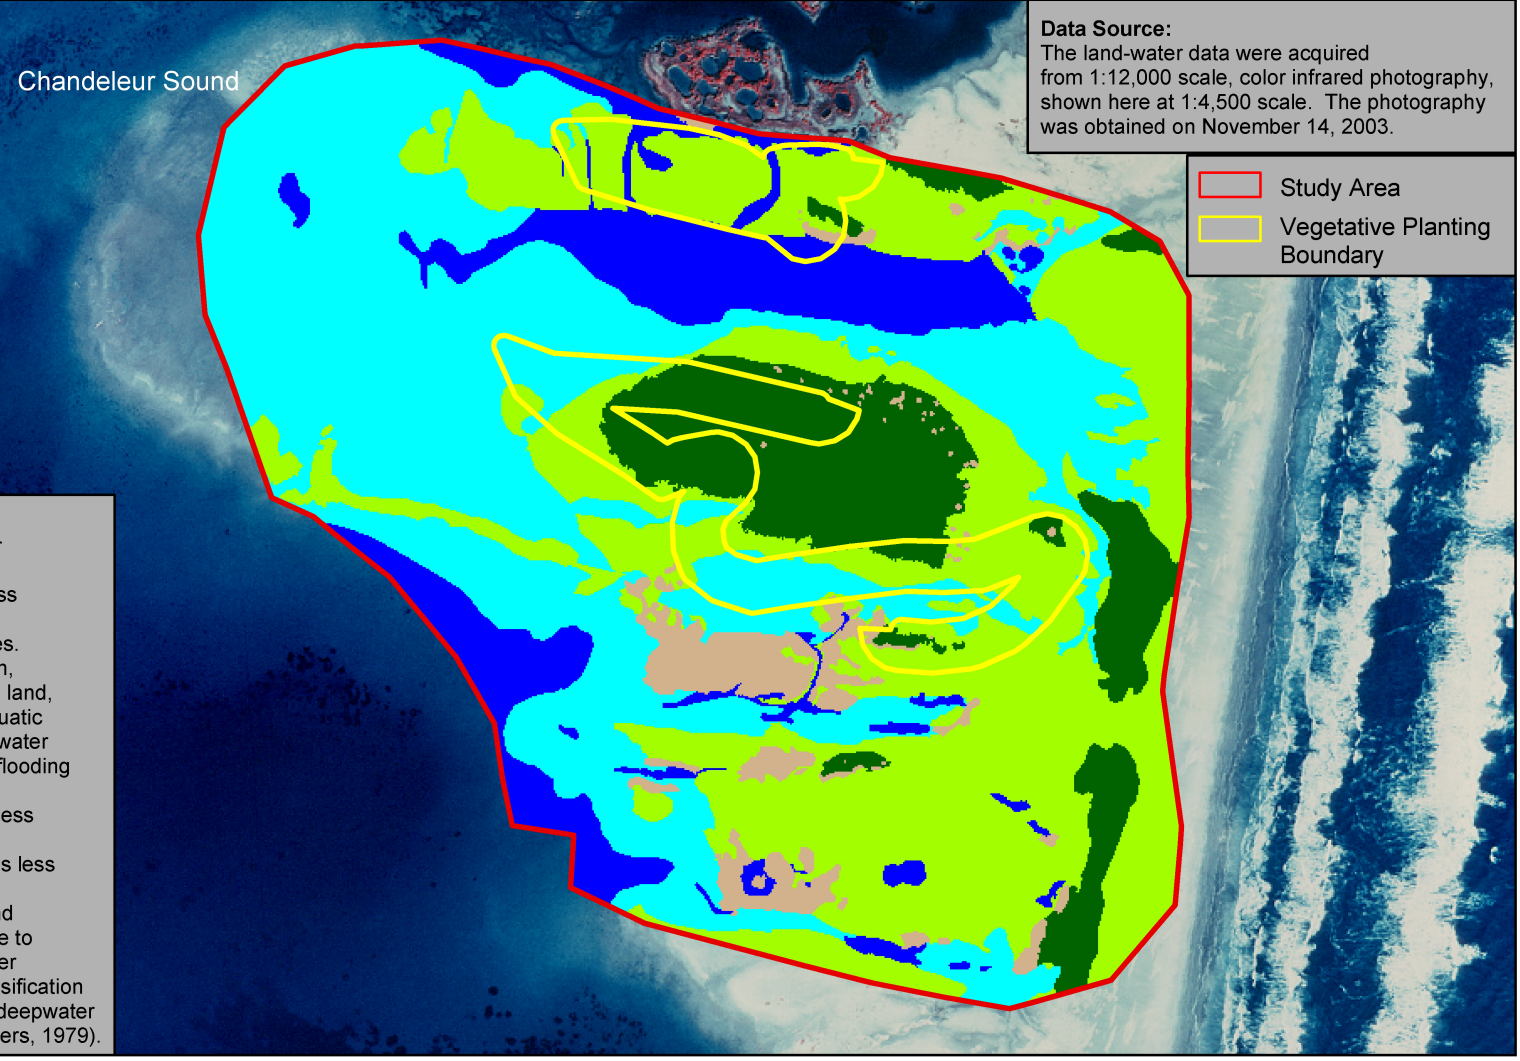 Chandeleur Sound
Data Source:
The land-water data were acquired
from 1:12,000 scale, color infrared photography,
shown here at 1:4,500 scale.  The photography
was obtained on November 14, 2003.
Study Area
Vegetative Planting
Boundary
ss
es.
n,
land,
uatic
water
flooding
ess
s less
nd
e to
er
sification
deepwater
ers, 1979).